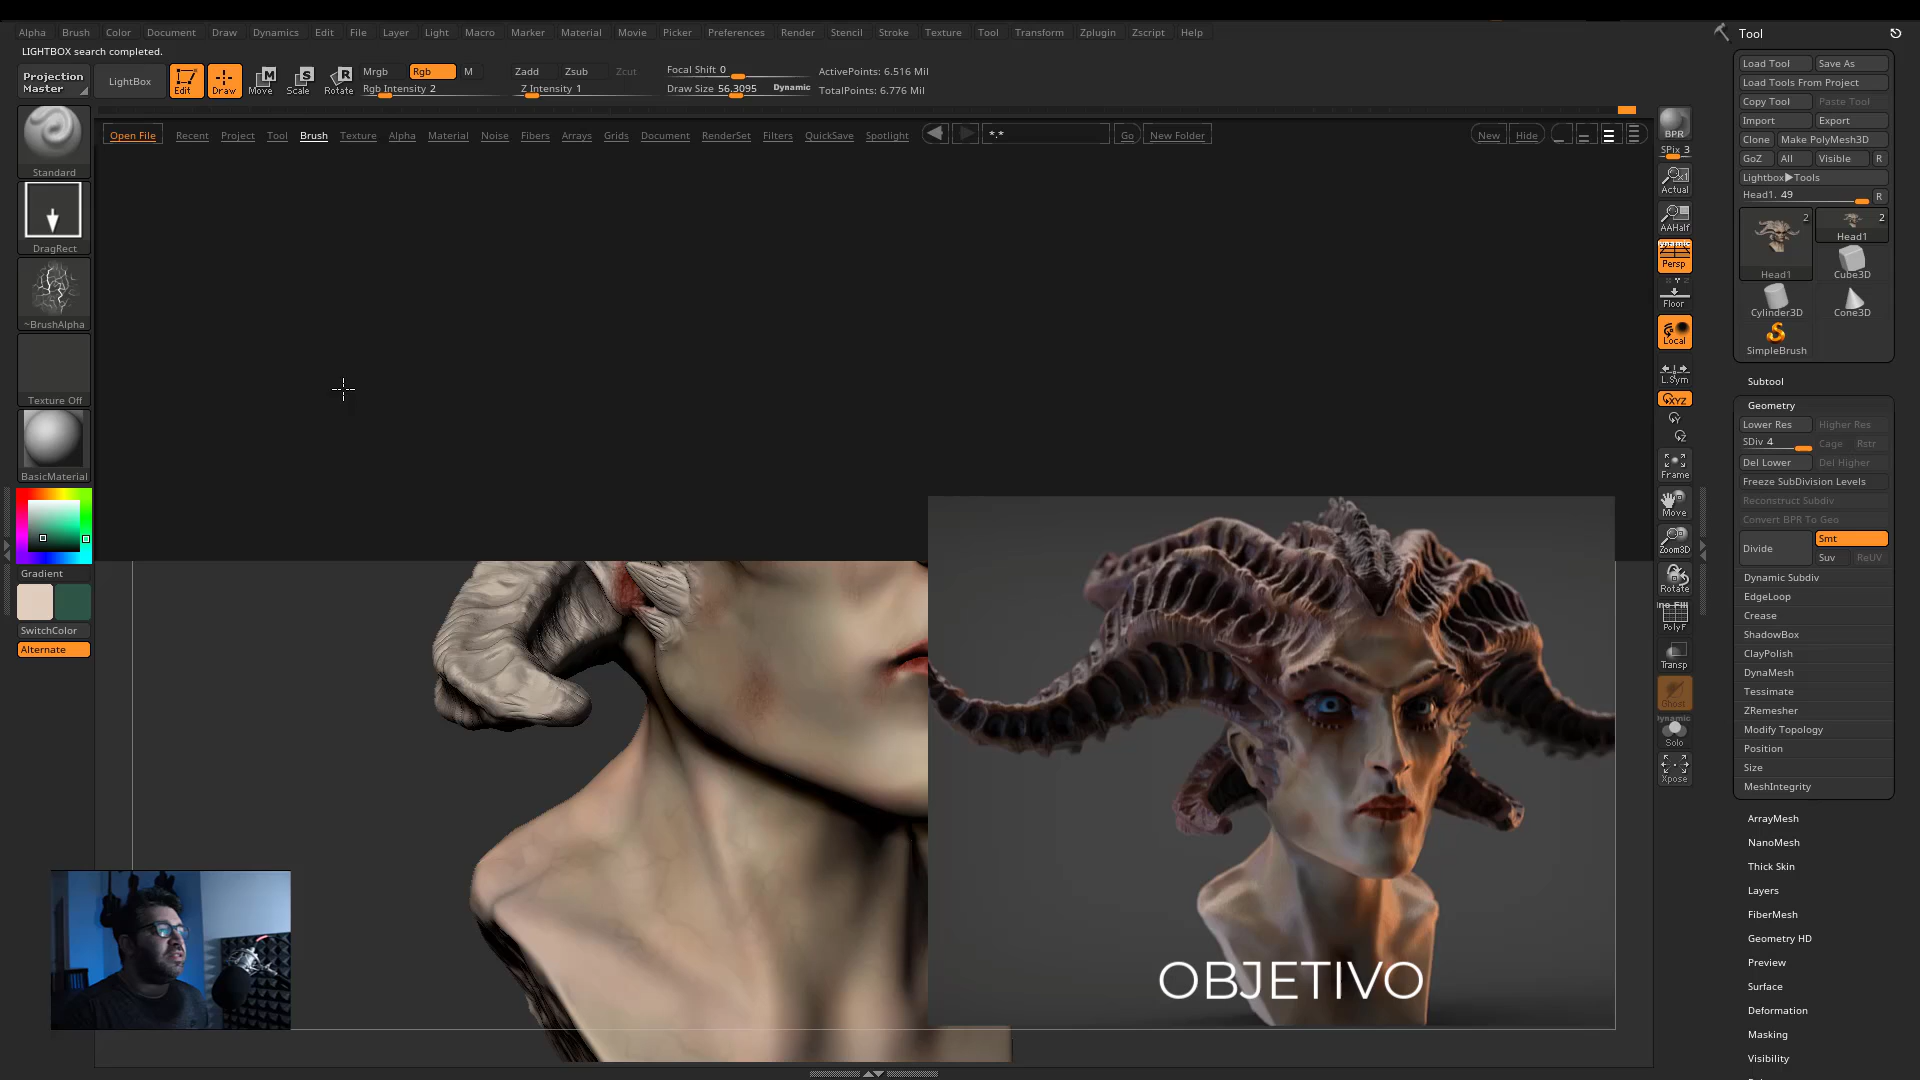 Alpha Brush Color Document Draw Dynamics Edit File Layer Light Macro Marker Material Movie Picker Preferences Render Stencil Stroke Texture Tool Transform Zplugin Zscript Help
Tool
LIGHTBOX search completed.
Projection Master
LightBox
Edit Draw Move Scale Rotate
Mrgb Rgb M
Rgb Intensity 2
Zadd Zsub Zcut
Z Intensity 1
Focal Shift 0
Draw Size 56.3095 Dynamic
ActivePoints: 6.516 Mil
TotalPoints: 6.776 Mil
Open File Recent Project Tool Brush Texture Alpha Material Noise Fibers Arrays Grids Document RenderSet Filters QuickSave Spotlight *.* Go New Folder New Hide
Standard
DragRect
~BrushAlpha
Texture Off
BasicMaterial
Gradient
SwitchColor
Alternate
BPR
SPix 3
Actual
AAHalf
Persp
Floor
Local
L.Sym
XYZ
Y
Z
Frame
Move
Zoom3D
Rotate
PolyF
Transp
Ghost
Dynamic
Solo
Xpose
Load Tool Save As
Load Tools From Project
Copy Tool Paste Tool
Import Export
Clone Make PolyMesh3D
GoZ All Visible R
Lightbox▶Tools
Head1. 49 R
2 2
Head1
Head1 Cube3D
Cylinder3D Cone3D
SimpleBrush
Subtool
Geometry
Lower Res Higher Res
SDiv 4 Cage Rstr
Del Lower Del Higher
Freeze SubDivision Levels
Reconstruct Subdiv
Convert BPR To Geo
Divide Smt
Suv ReUV
Dynamic Subdiv
EdgeLoop
Crease
ShadowBox
ClayPolish
DynaMesh
Tessimate
ZRemesher
Modify Topology
Position
Size
MeshIntegrity
ArrayMesh
NanoMesh
Thick Skin
Layers
FiberMesh
Geometry HD
Preview
Surface
Deformation
Masking
Visibility
OBJETIVO